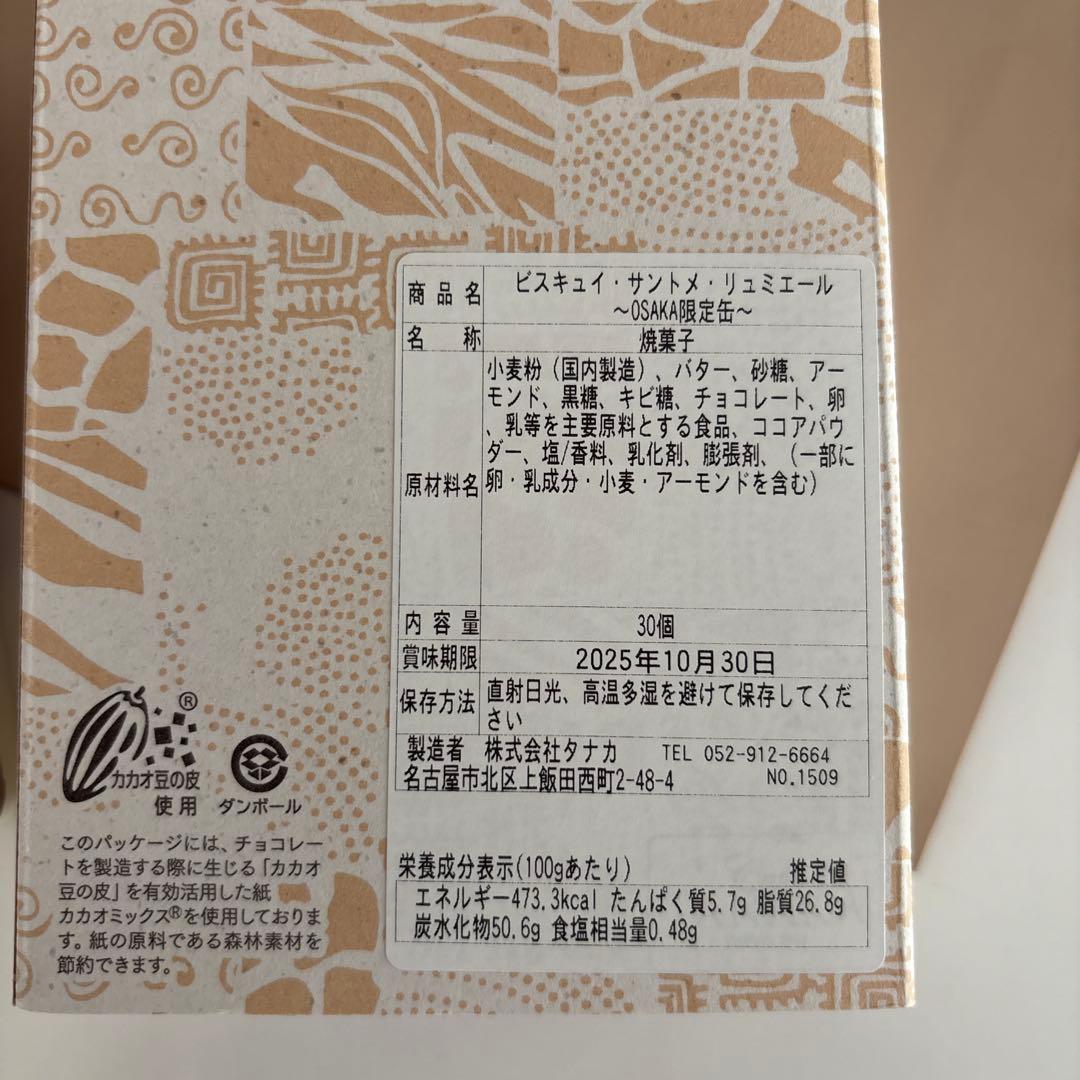 商品名 ビスキュイ・サントメ・リュミエール
～OSAKA限定缶～
名称 焼菓子
原材料名 小麦粉（国内製造）、バター、砂糖、アー
モンド、黒糖、キビ糖、チョコレート、卵
、乳等を主要原料とする食品、ココアパウ
ダー、塩/香料、乳化剤、膨張剤、（一部に
卵・乳成分・小麦・アーモンドを含む）
内容量 30個
賞味期限 2025年10月30日
保存方法 直射日光、高温多湿を避けて保存してくだ
さい
製造者 株式会社タナカ TEL 052-912-6664
名古屋市北区上飯田西町2-48-4 NO.1509
栄養成分表示(100gあたり) 推定値
エネルギー473.3kcal たんぱく質5.7g 脂質26.8g
炭水化物50.6g 食塩相当量0.48g
®
カカオ豆の皮
使用
ダンボール
このパッケージには、チョコレー
トを製造する際に生じる「カカオ
豆の皮」を有効活用した紙
カカオミックス®を使用しておりま
す。紙の原料である森林素材を
節約できます。